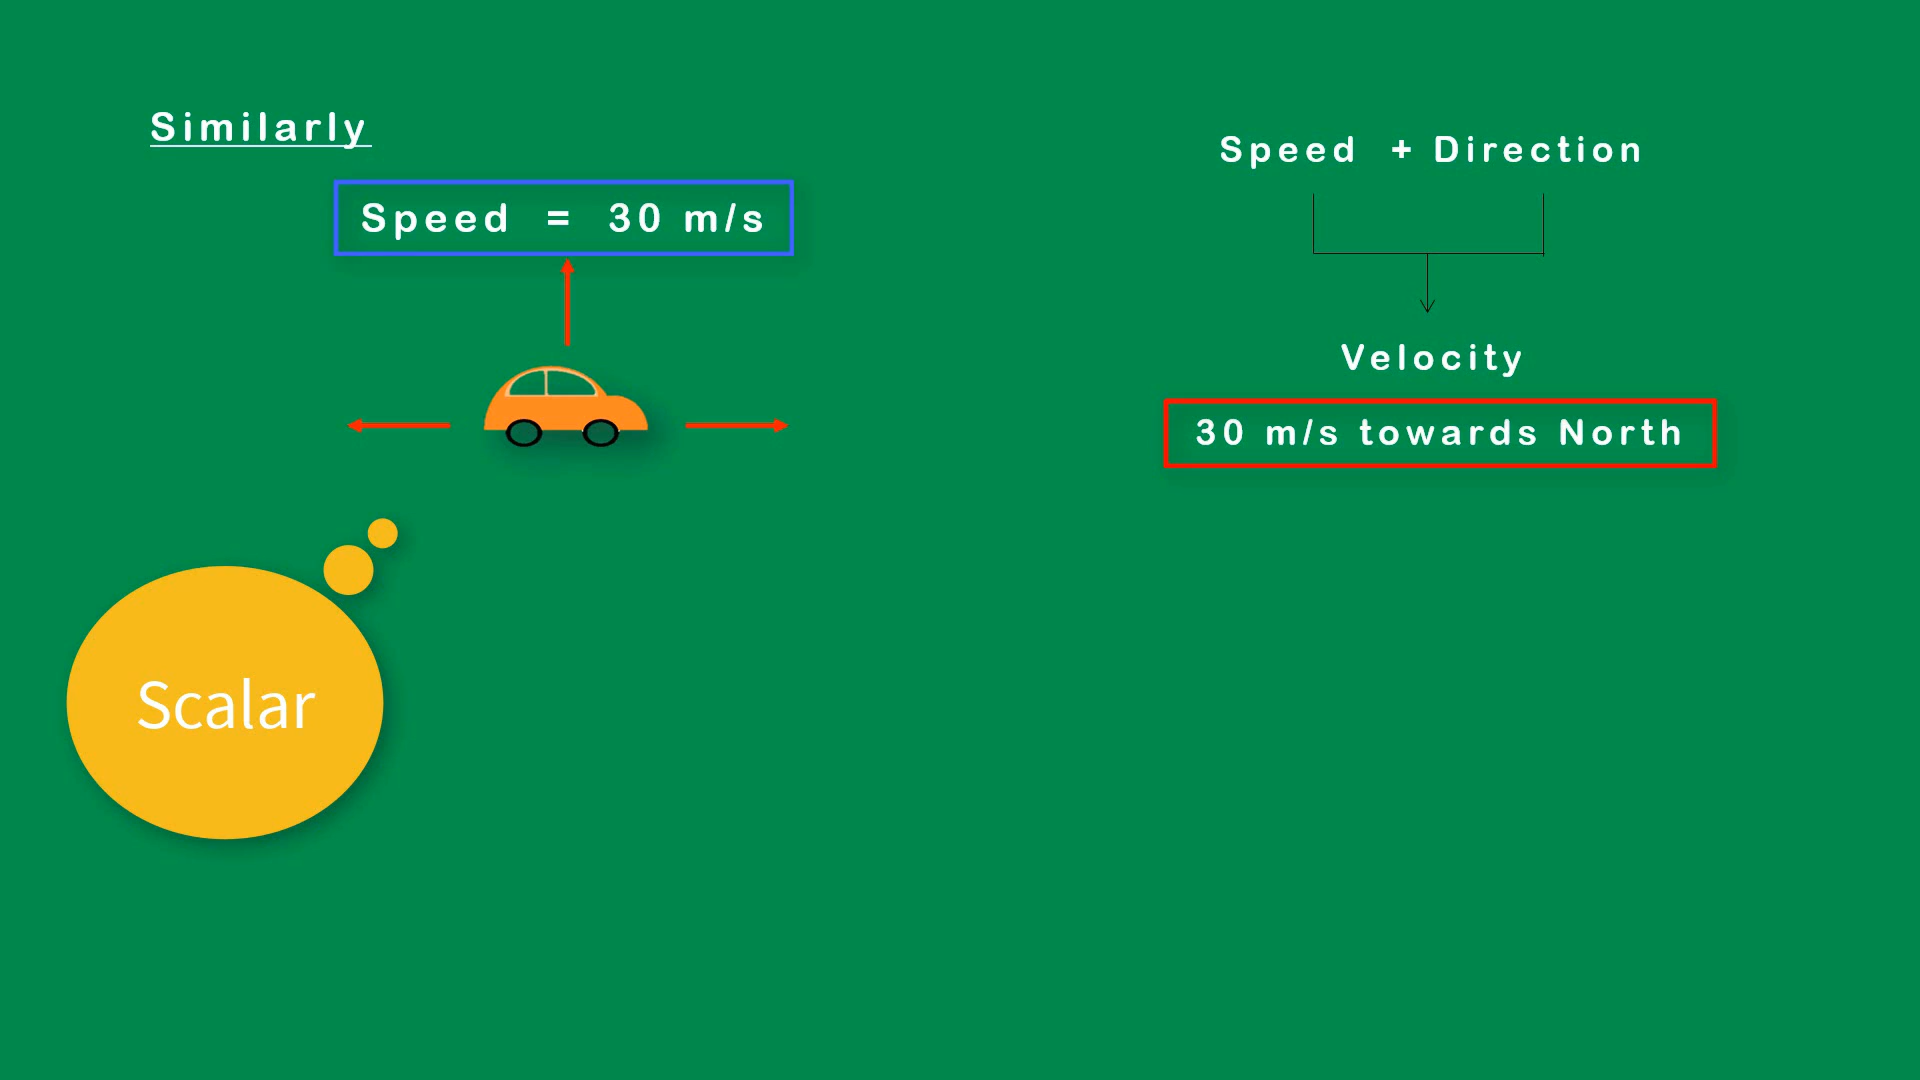 Similarly
Speed = 30 m/s
Scalar
Speed + Direction
Velocity
30 m/s towards North